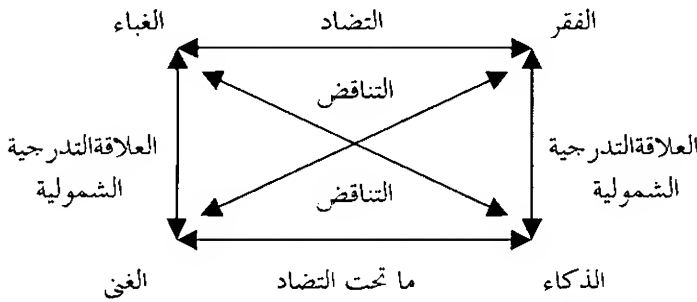 الفقر التضاد الغباء
التناقض
العلاقةالتدرجية العلاقةالتدرجية
الشمولية الشمولية
التناقض
الذكاء ما تحت التضاد الغنى